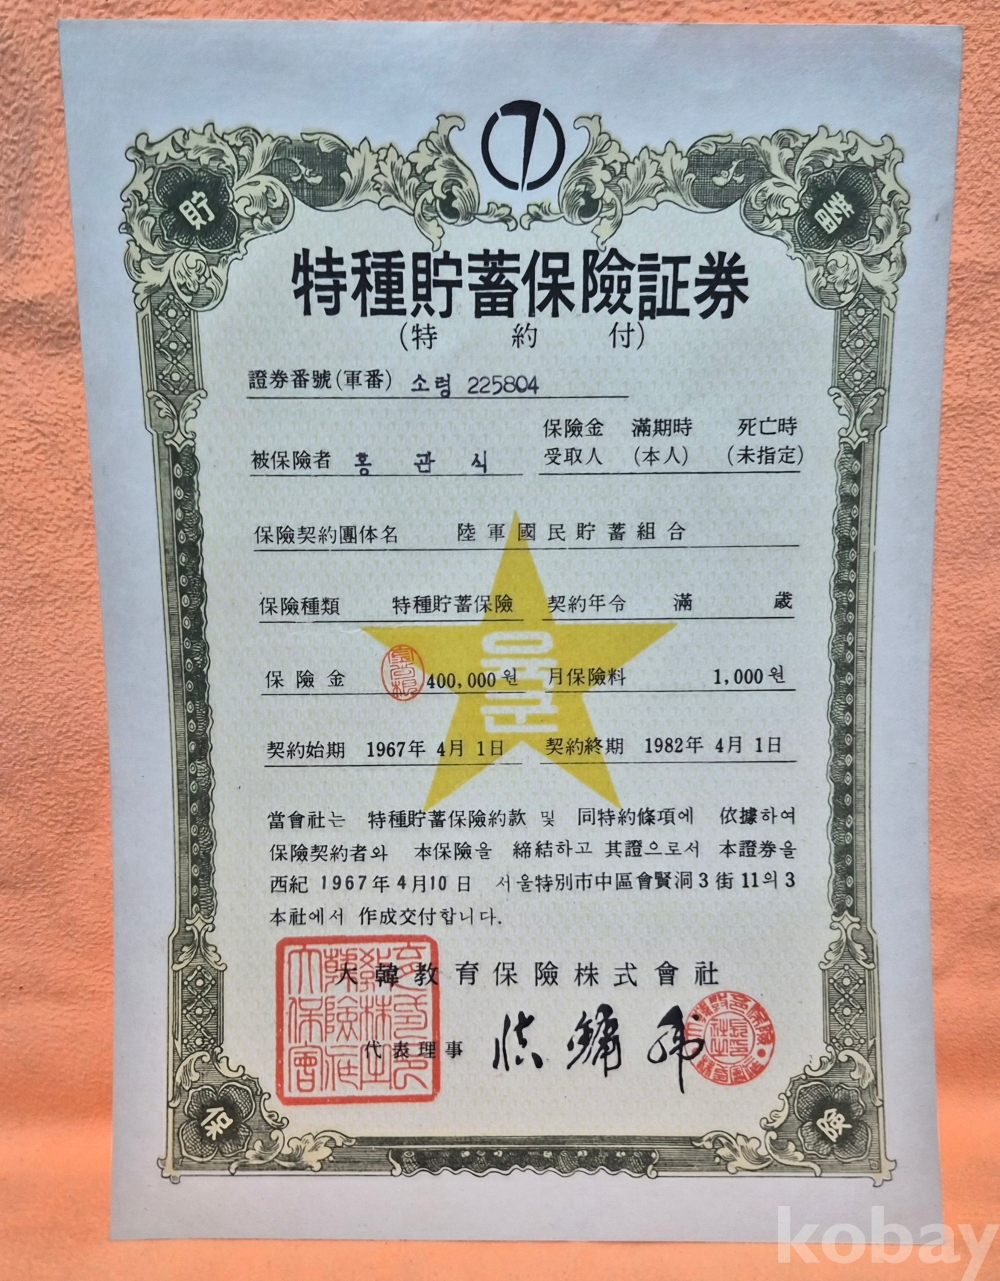 貯
蓄
特種貯蓄保險証券
(特約付)
證券番號(軍番) 소령 225804
保險金 滿期時 死亡時
被保險者 홍관식 受取人 (本人) (未指定)
保險契約團体名 陸軍國民貯蓄組合
保險種類 特種貯蓄保險 契約年令 滿 歲
육군
保險金 400,000원 月保險料 1,000원
契約始期 1967年 4月 1日 契約終期 1982年 4月 1日
當會社는 特種貯蓄保險約款 및 同特約條項에 依據하여
保險契約者와 本保險을 締結하고 其證으로서 本證券을
西紀 1967年4月10日 서울特別市中區會賢洞3街11의3
本社에서 作成交付합니다.
大韓教育保險株式會社
代表理事
保
險
kobay